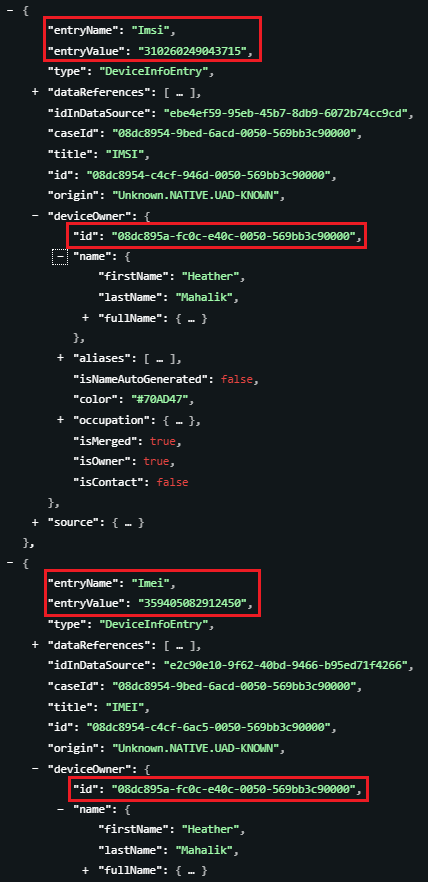 − {
"entryName": "Imsi",
"entryValue": "310260249043715",
"type": "DeviceInfoEntry",
+ "dataReferences": [ … ],
"idInDataSource": "ebe4ef59-95eb-45b7-8db9-6072b74cc9cd",
"caseId": "08dc8954-9bed-6acd-0050-569bb3c90000",
"title": "IMSI",
"id": "08dc8954-c4cf-946d-0050-569bb3c90000",
"origin": "Unknown.NATIVE.UAD-KNOWN",
− "deviceOwner": {
"id": "08dc895a-fc0c-e40c-0050-569bb3c90000",
− "name": {
"firstName": "Heather",
"lastName": "Mahalik",
+ "fullName": { … }
},
+ "aliases": [ … ],
"isNameAutoGenerated": false,
"color": "#70AD47",
+ "occupation": { … },
"isMerged": true,
"isOwner": true,
"isContact": false
},
+ "source": { … }
},
− {
"entryName": "Imei",
"entryValue": "359405082912450",
"type": "DeviceInfoEntry",
+ "dataReferences": [ … ],
"idInDataSource": "e2c90e10-9f62-40bd-9466-b95ed71f4266",
"caseId": "08dc8954-9bed-6acd-0050-569bb3c90000",
"title": "IMEI",
"id": "08dc8954-c4cf-6ac5-0050-569bb3c90000",
"origin": "Unknown.NATIVE.UAD-KNOWN",
− "deviceOwner": {
"id": "08dc895a-fc0c-e40c-0050-569bb3c90000",
− "name": {
"firstName": "Heather",
"lastName": "Mahalik",
+ "fullName": { … }